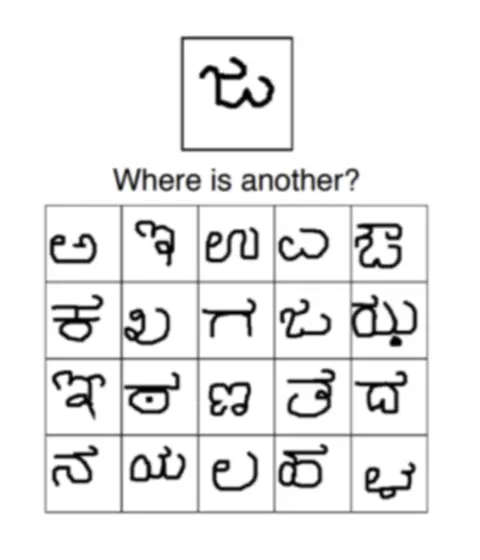 ಜ
Where is another?
ಅ ಇ ಉ ಎ ಔ
ಕ ಖ ಗ ಜ ಝ
ಞ ಠ ಣ ತ ದ
ನ ಯ ಲ ಹ ಳ